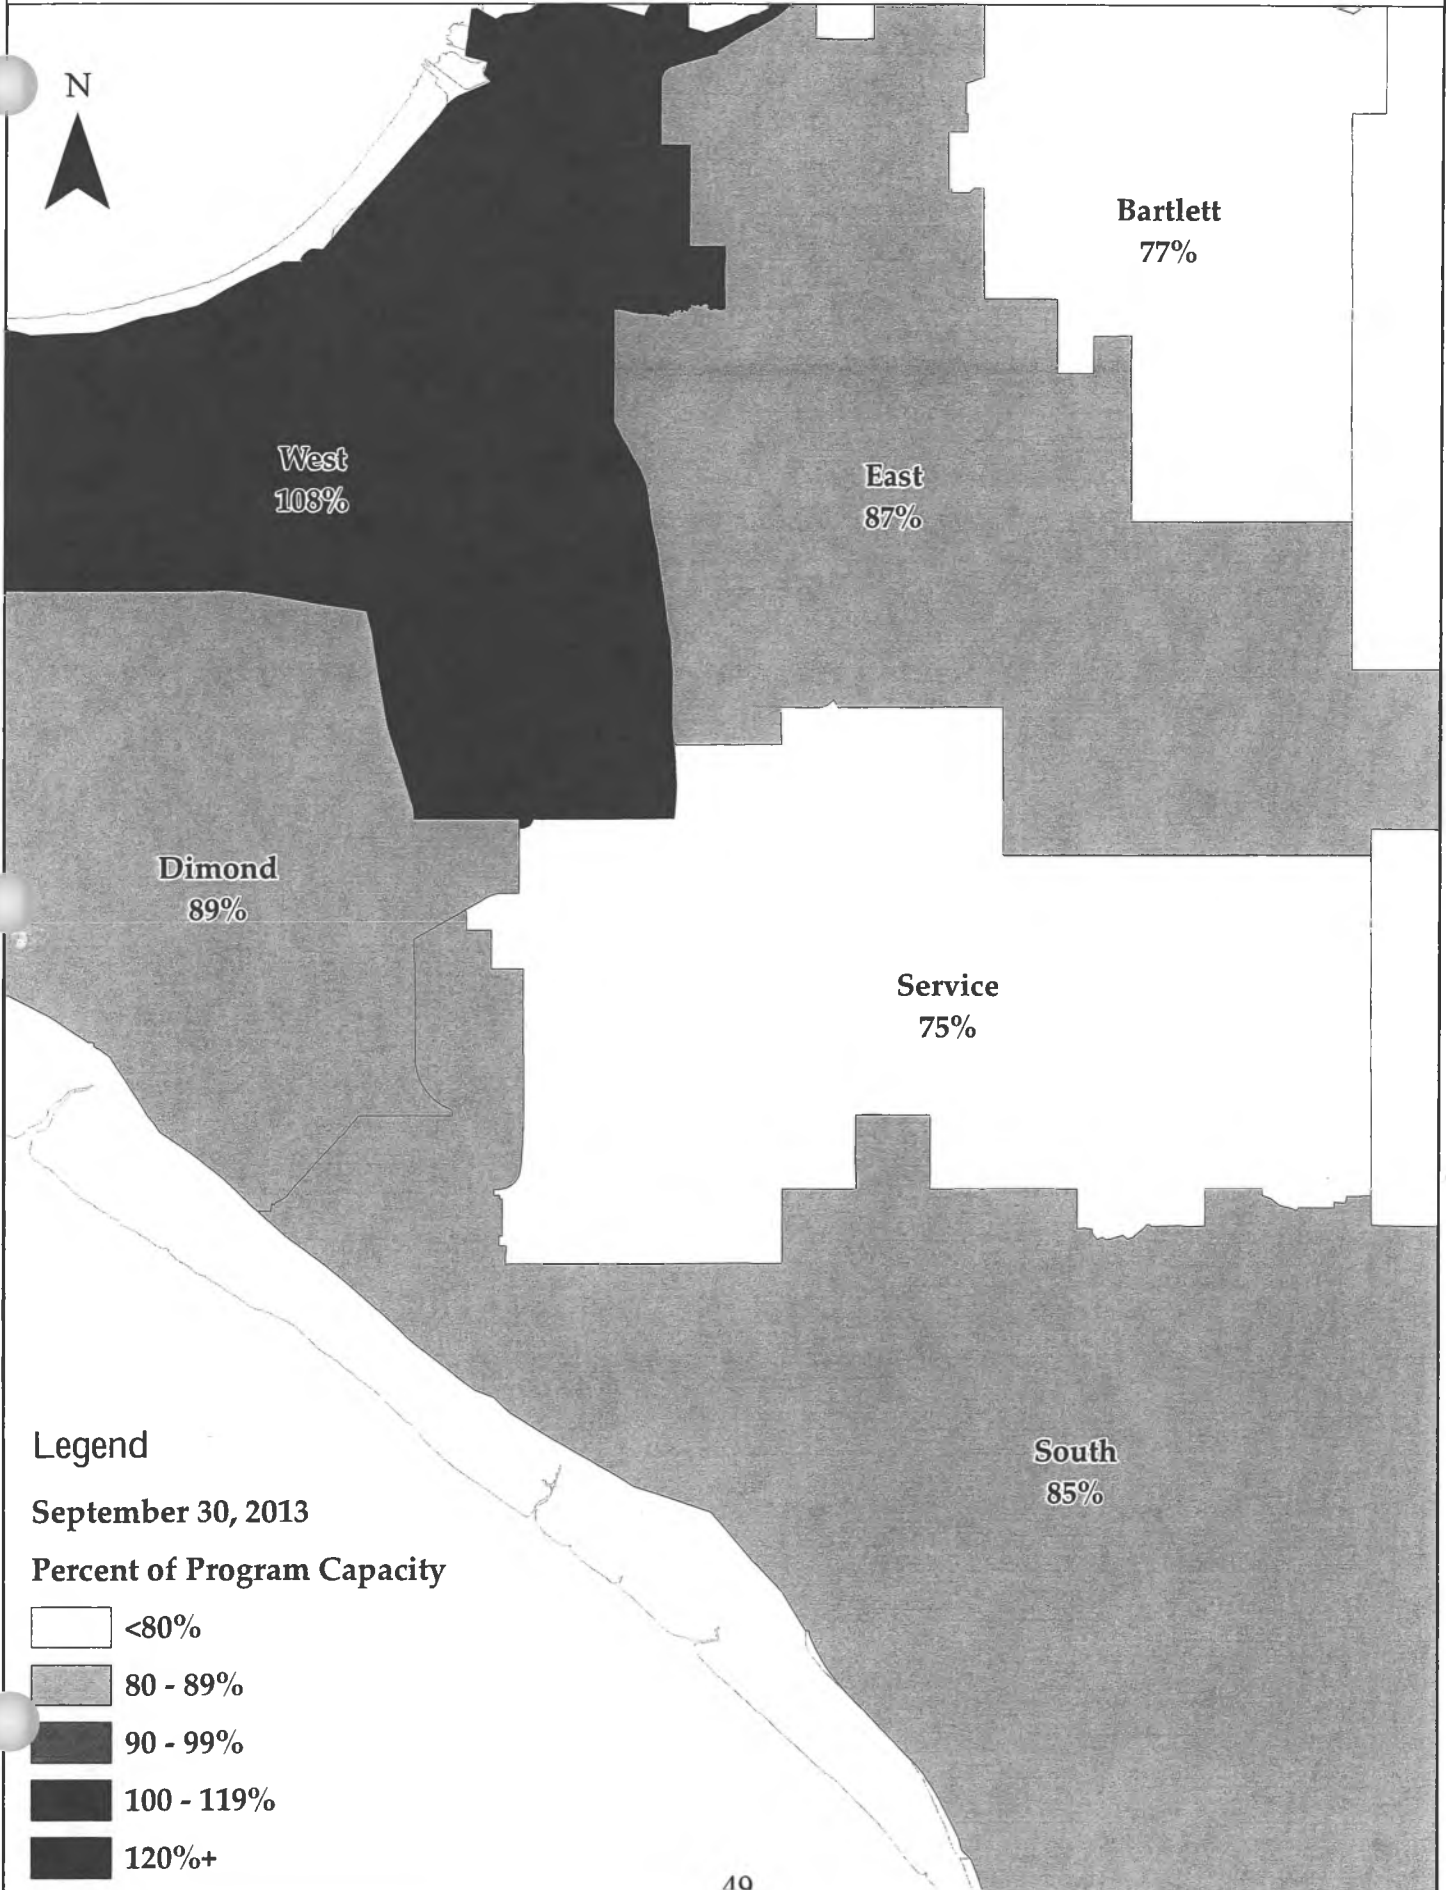 N
Bartlett
77%
West
108%
East
87%
Dimond
89%
Service
75%
South
85%
Legend
September 30, 2013
Percent of Program Capacity
<80%
80 - 89%
90 - 99%
100 - 119%
120%+
49